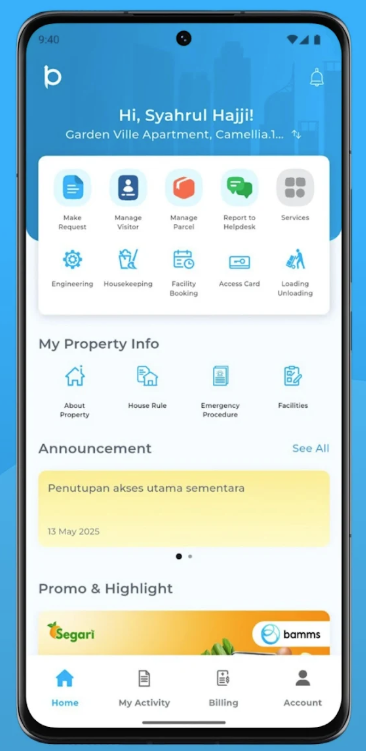 9:40
Hi, Syahrul Hajji!
Garden Ville Apartment, Camellia.1...
Make
Request
Manage
Visitor
Manage
Parcel
Report to
Helpdesk
Services
Engineering
Housekeeping
Facility
Booking
Access Card
Loading
Unloading
My Property Info
About
Property
House Rule
Emergency
Procedure
Facilities
Announcement
See All
Penutupan akses utama sementara
13 May 2025
Promo & Highlight
Segari
bamms
Home
My Activity
Billing
Account